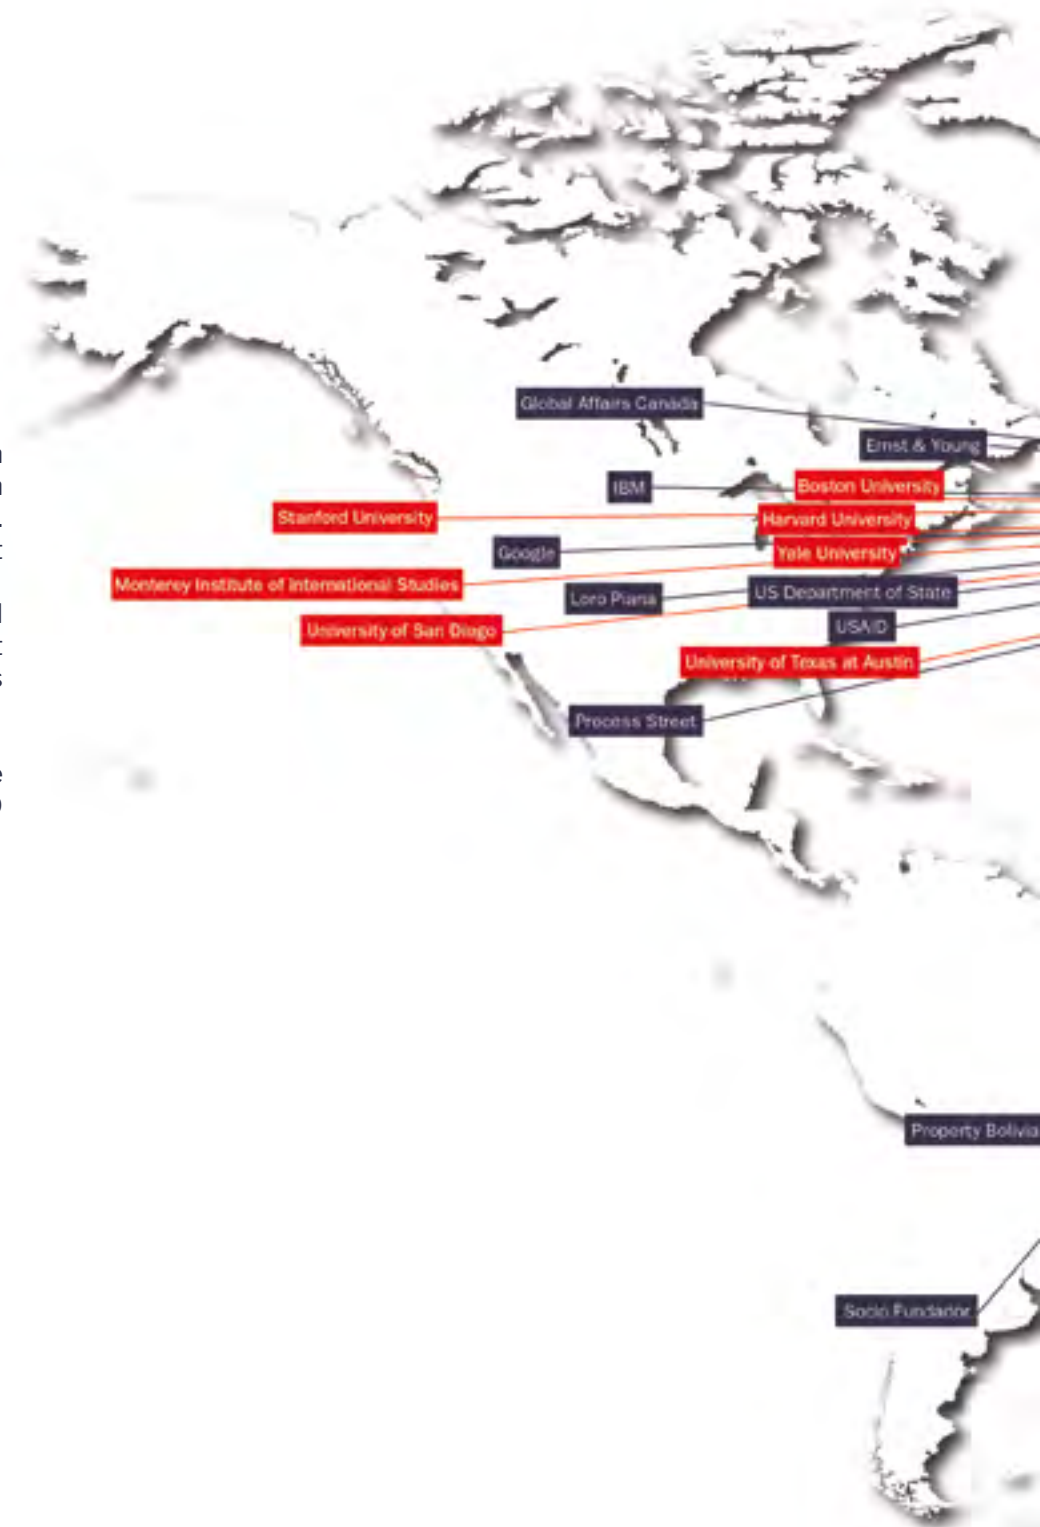 Global Affairs Canada
Ernst & Young
IBM
Boston University
Stanford University
Harvard University
Google
Yale University
Monterey Institute of International Studies
Loro Piana
US Department of State
USAID
University of San Diego
University of Texas at Austin
Process Street
Property Bolivia
Socio Fundador